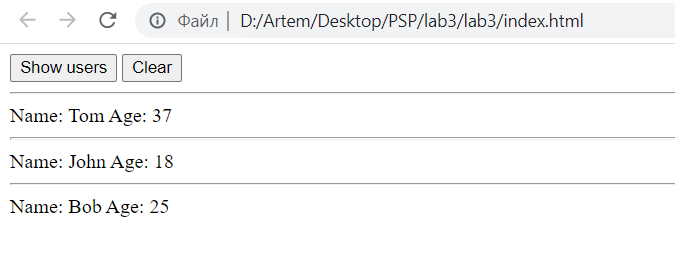 Файл D:/Artem/Desktop/PSP/lab3/lab3/index.html
Show users Clear
Name: Tom Age: 37
Name: John Age: 18
Name: Bob Age: 25